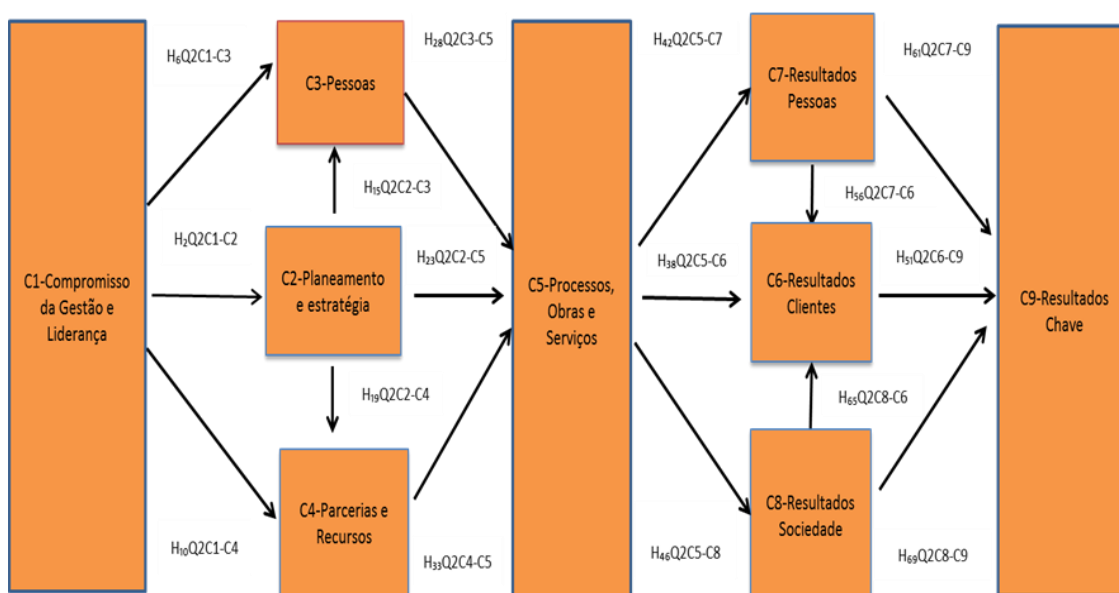 H₆Q2C1-C3
C3-Pessoas
H₂₈Q2C3-C5
H₄₂Q2C5-C7
C7-Resultados
Pessoas
H₆₁Q2C7-C9
H₁₅Q2C2-C3
H₅₆Q2C7-C6
H₂Q2C1-C2
C1-Compromisso
da Gestão e
Liderança
C2-Planeamento
e estratégia
H₂₃Q2C2-C5
C5-Processos,
Obras e
Serviços
H₃₈Q2C5-C6
C6-Resultados
Clientes
H₅₁Q2C6-C9
C9-Resultados
Chave
H₁₉Q2C2-C4
H₆₅Q2C8-C6
C4-Parcerias e
Recursos
C8-Resultados
Sociedade
H₁₀Q2C1-C4
H₃₃Q2C4-C5
H₄₆Q2C5-C8
H₆₉Q2C8-C9